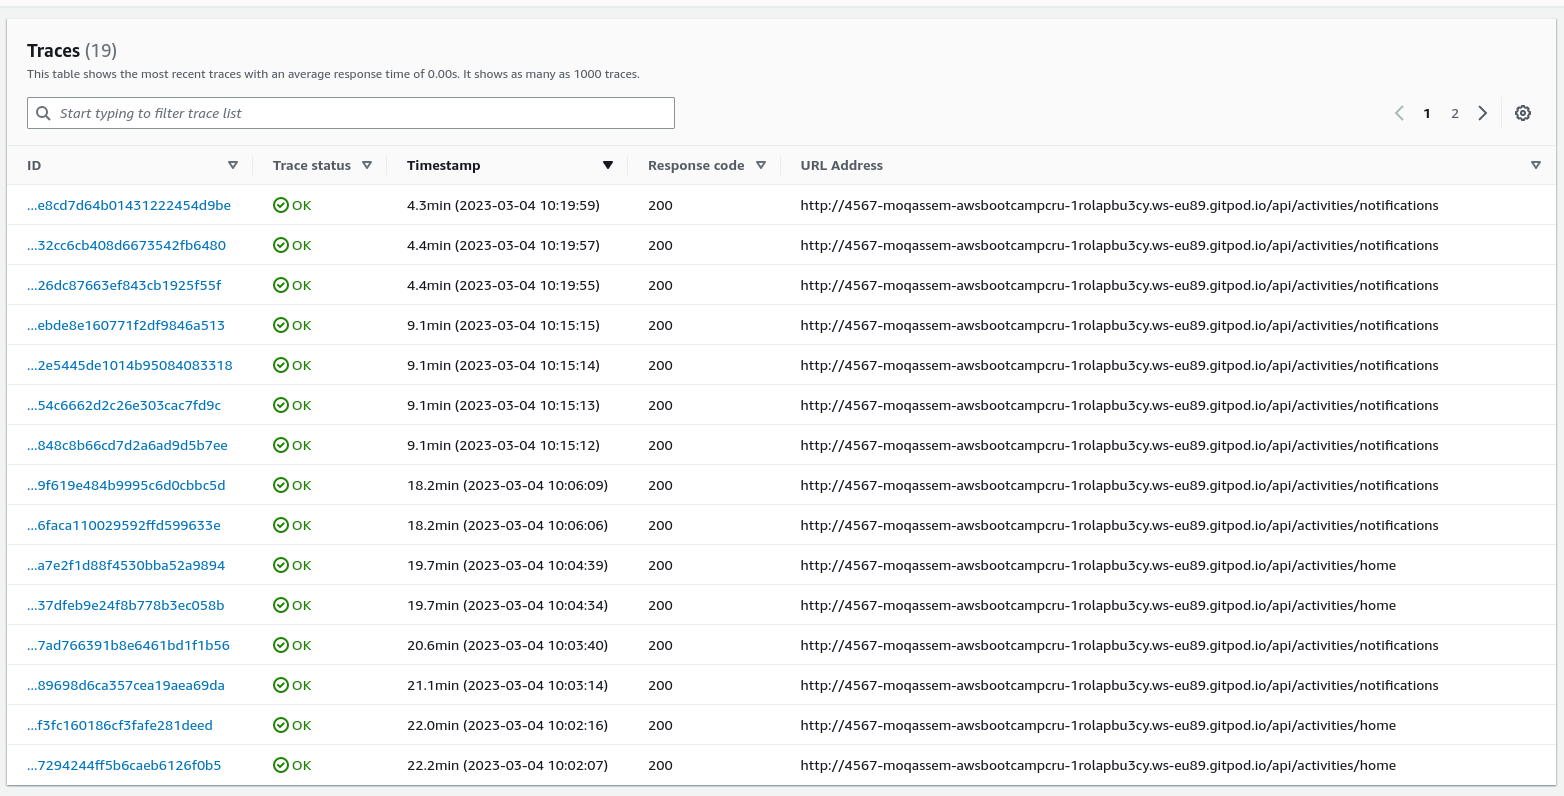 Traces (19)
This table shows the most recent traces with an average response time of 0.00s. It shows as many as 1000 traces.
Start typing to filter trace list 1 2
ID Trace status Timestamp Response code URL Address
...e8cd7d64b01431222454d9be OK 4.3min (2023-03-04 10:19:59) 200 http://4567-moqassem-awsbootcampcru-1rolapbu3cy.ws-eu89.gitpod.io/api/activities/notifications
...32cc6cb408d6673542fb6480 OK 4.4min (2023-03-04 10:19:57) 200 http://4567-moqassem-awsbootcampcru-1rolapbu3cy.ws-eu89.gitpod.io/api/activities/notifications
...26dc87663ef843cb1925f55f OK 4.4min (2023-03-04 10:19:55) 200 http://4567-moqassem-awsbootcampcru-1rolapbu3cy.ws-eu89.gitpod.io/api/activities/notifications
...ebde8e160771f2df9846a513 OK 9.1min (2023-03-04 10:15:15) 200 http://4567-moqassem-awsbootcampcru-1rolapbu3cy.ws-eu89.gitpod.io/api/activities/notifications
...2e5445de1014b95084083318 OK 9.1min (2023-03-04 10:15:14) 200 http://4567-moqassem-awsbootcampcru-1rolapbu3cy.ws-eu89.gitpod.io/api/activities/notifications
...54c6662d2c26e303cac7fd9c OK 9.1min (2023-03-04 10:15:13) 200 http://4567-moqassem-awsbootcampcru-1rolapbu3cy.ws-eu89.gitpod.io/api/activities/notifications
...848c8b66cd7d2a6ad9d5b7ee OK 9.1min (2023-03-04 10:15:12) 200 http://4567-moqassem-awsbootcampcru-1rolapbu3cy.ws-eu89.gitpod.io/api/activities/notifications
...9f619e484b9995c6d0cbbc5d OK 18.2min (2023-03-04 10:06:09) 200 http://4567-moqassem-awsbootcampcru-1rolapbu3cy.ws-eu89.gitpod.io/api/activities/notifications
...6faca110029592ffd599633e OK 18.2min (2023-03-04 10:06:06) 200 http://4567-moqassem-awsbootcampcru-1rolapbu3cy.ws-eu89.gitpod.io/api/activities/notifications
...a7e2f1d88f4530bba52a9894 OK 19.7min (2023-03-04 10:04:39) 200 http://4567-moqassem-awsbootcampcru-1rolapbu3cy.ws-eu89.gitpod.io/api/activities/home
...37dfeb9e24f8b778b3ec058b OK 19.7min (2023-03-04 10:04:34) 200 http://4567-moqassem-awsbootcampcru-1rolapbu3cy.ws-eu89.gitpod.io/api/activities/home
...7ad766391b8e6461bd1f1b56 OK 20.6min (2023-03-04 10:03:40) 200 http://4567-moqassem-awsbootcampcru-1rolapbu3cy.ws-eu89.gitpod.io/api/activities/notifications
...89698d6ca357cea19aea69da OK 21.1min (2023-03-04 10:03:14) 200 http://4567-moqassem-awsbootcampcru-1rolapbu3cy.ws-eu89.gitpod.io/api/activities/notifications
...f3fc160186cf3fafe281deed OK 22.0min (2023-03-04 10:02:16) 200 http://4567-moqassem-awsbootcampcru-1rolapbu3cy.ws-eu89.gitpod.io/api/activities/home
...7294244ff5b6caeb6126f0b5 OK 22.2min (2023-03-04 10:02:07) 200 http://4567-moqassem-awsbootcampcru-1rolapbu3cy.ws-eu89.gitpod.io/api/activities/home